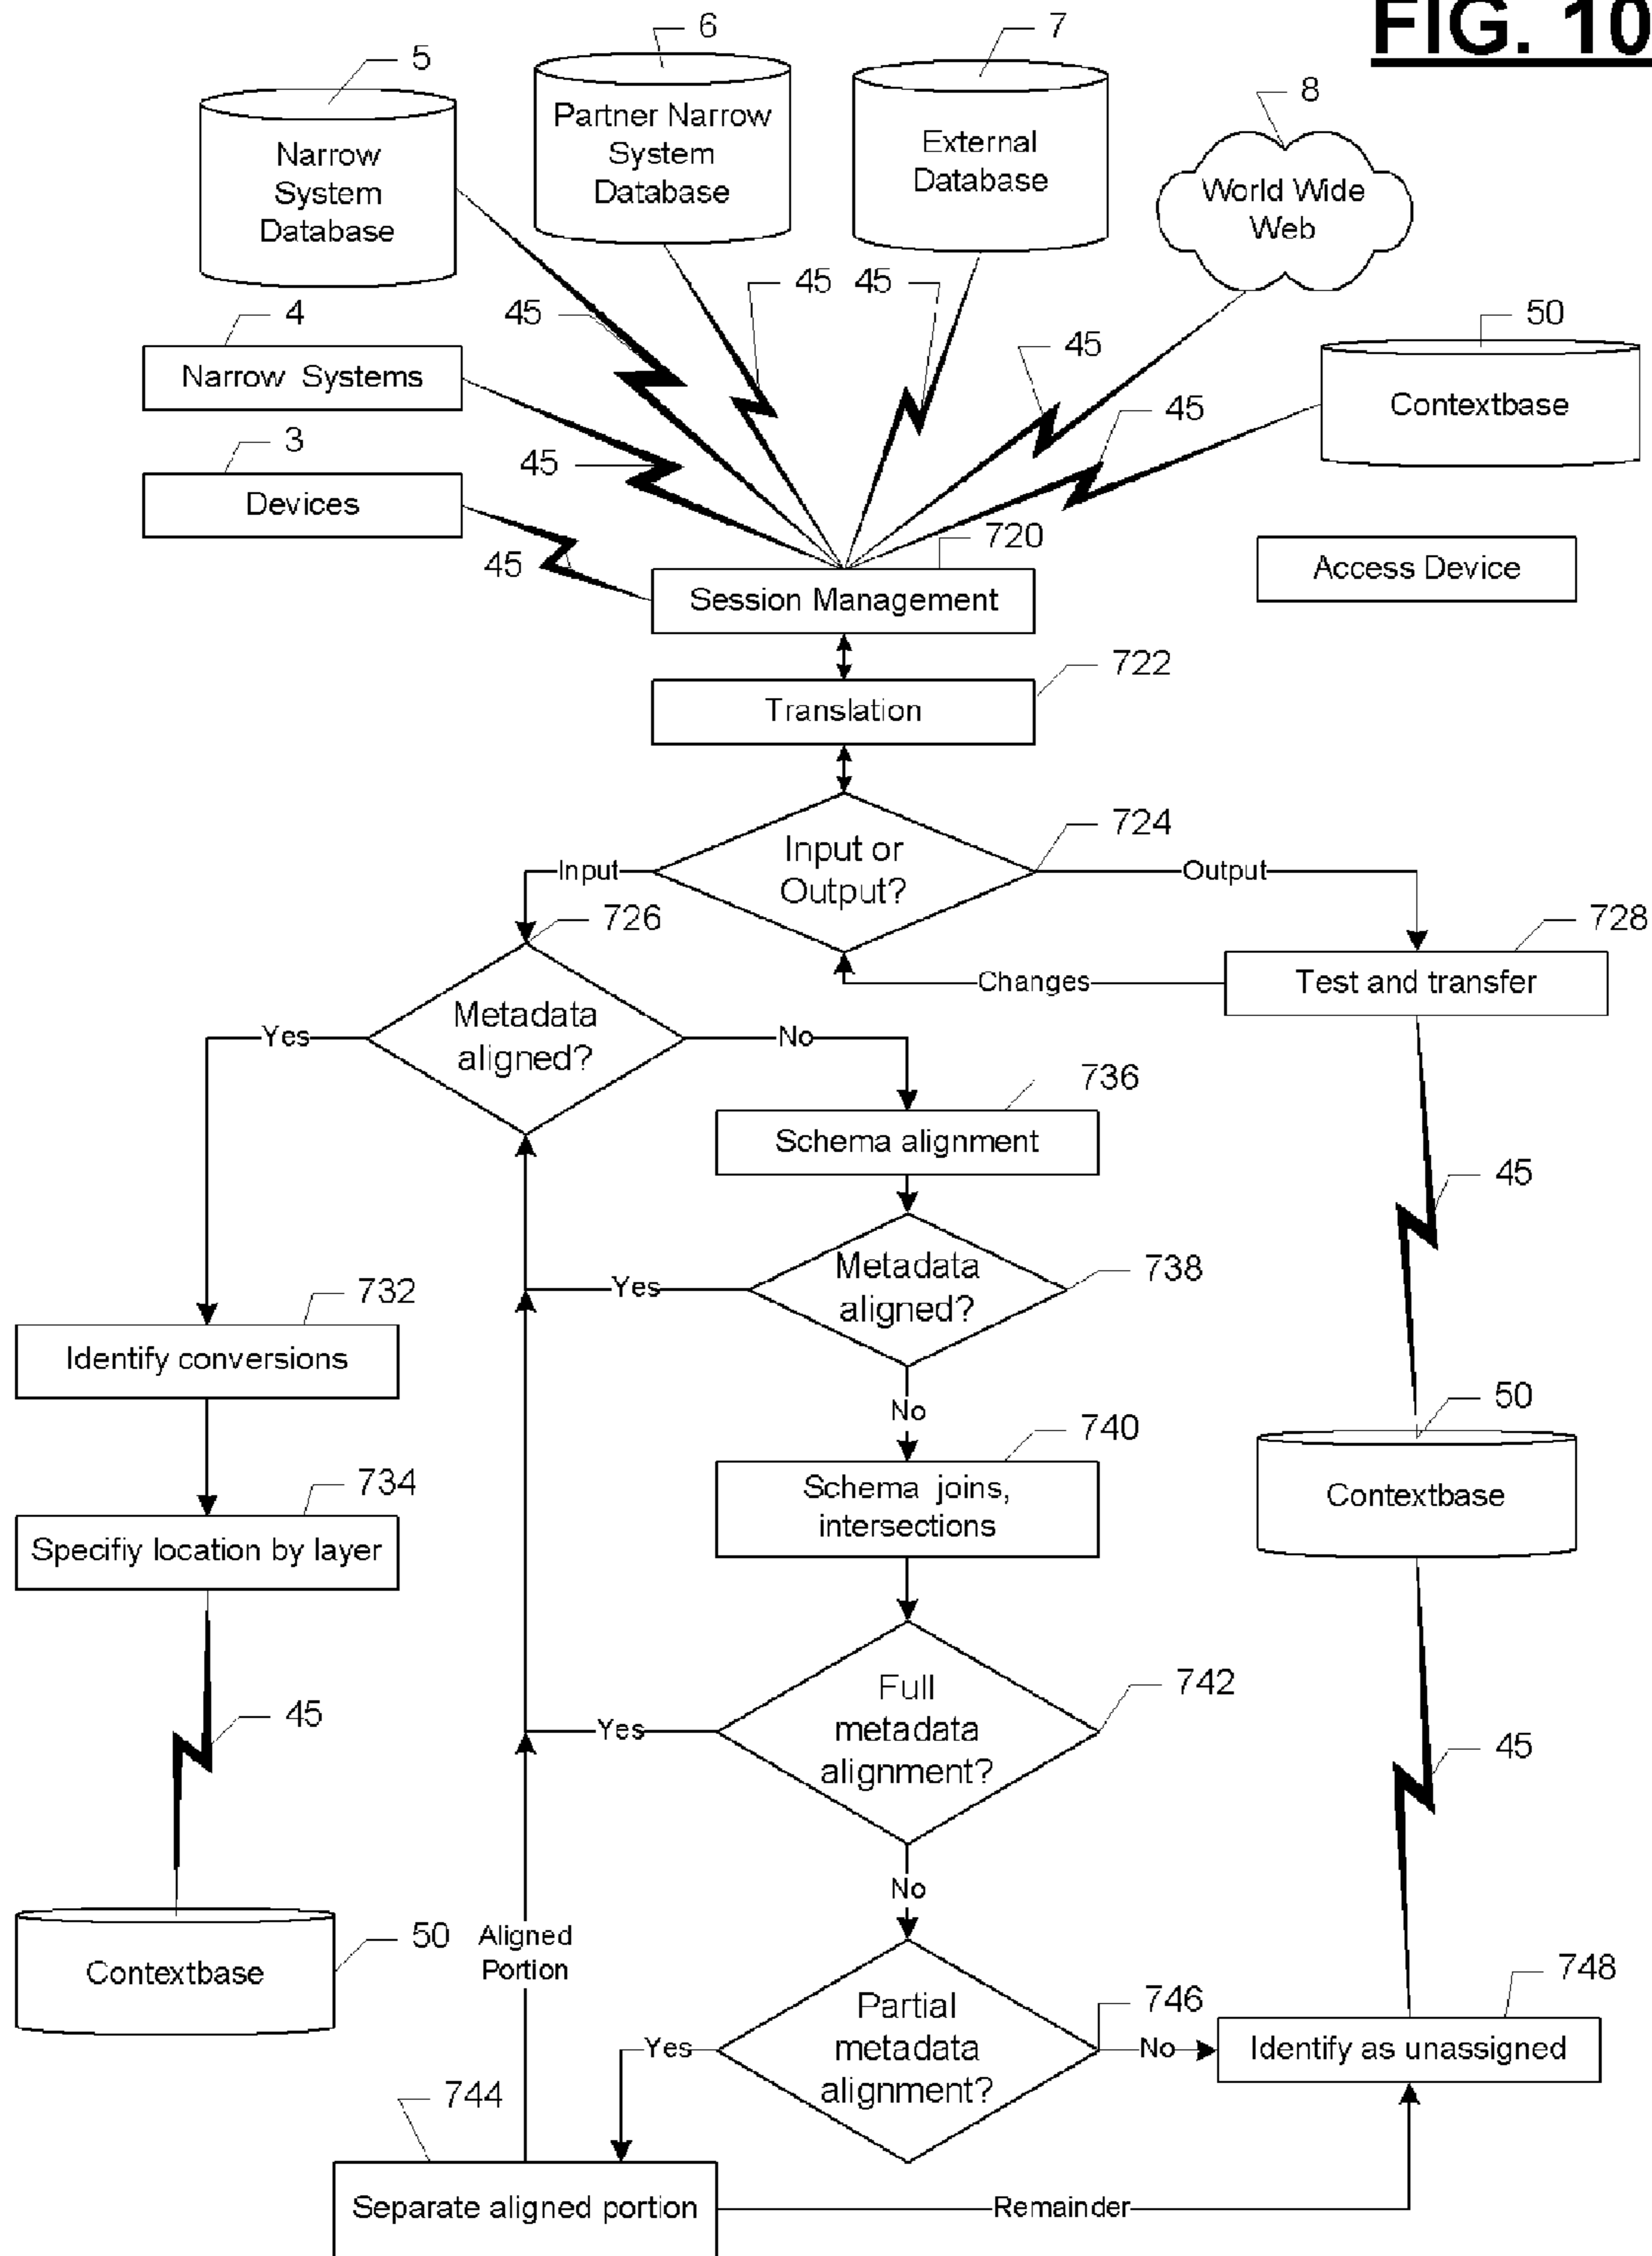 FIG. 10
5
6
7
8
Narrow
System
Database
Partner Narrow
System
Database
External
Database
World Wide
Web
45
45
45
4
Narrow Systems
45
50
Contextbase
45
3
Devices
45
45
720
Session Management
Access Device
722
Translation
724
Input or
Output?
Input
Output
726
728
Test and transfer
Changes
Metadata
aligned?
Yes
No
736
Schema alignment
45
738
Metadata
aligned?
Yes
732
Identify conversions
No
50
740
Schema joins,
intersections
Contextbase
734
Specifiy location by layer
742
Full
metadata
alignment?
Yes
45
45
No
50
Contextbase
Aligned
Portion
746
748
Partial
metadata
alignment?
Yes
No
Identify as unassigned
744
Separate aligned portion
Remainder